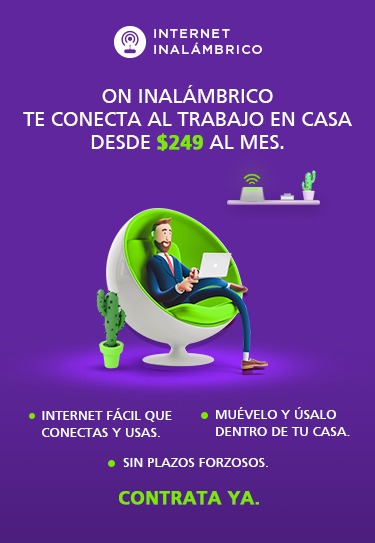 INTERNET
INALÁMBRICO
ON INALÁMBRICO
TE CONECTA AL TRABAJO EN CASA
DESDE $249 AL MES.
• INTERNET FÁCIL QUE
CONECTAS Y USAS.
• MUÉVELO Y ÚSALO
DENTRO DE TU CASA.
• SIN PLAZOS FORZOSOS.
CONTRATA YA.